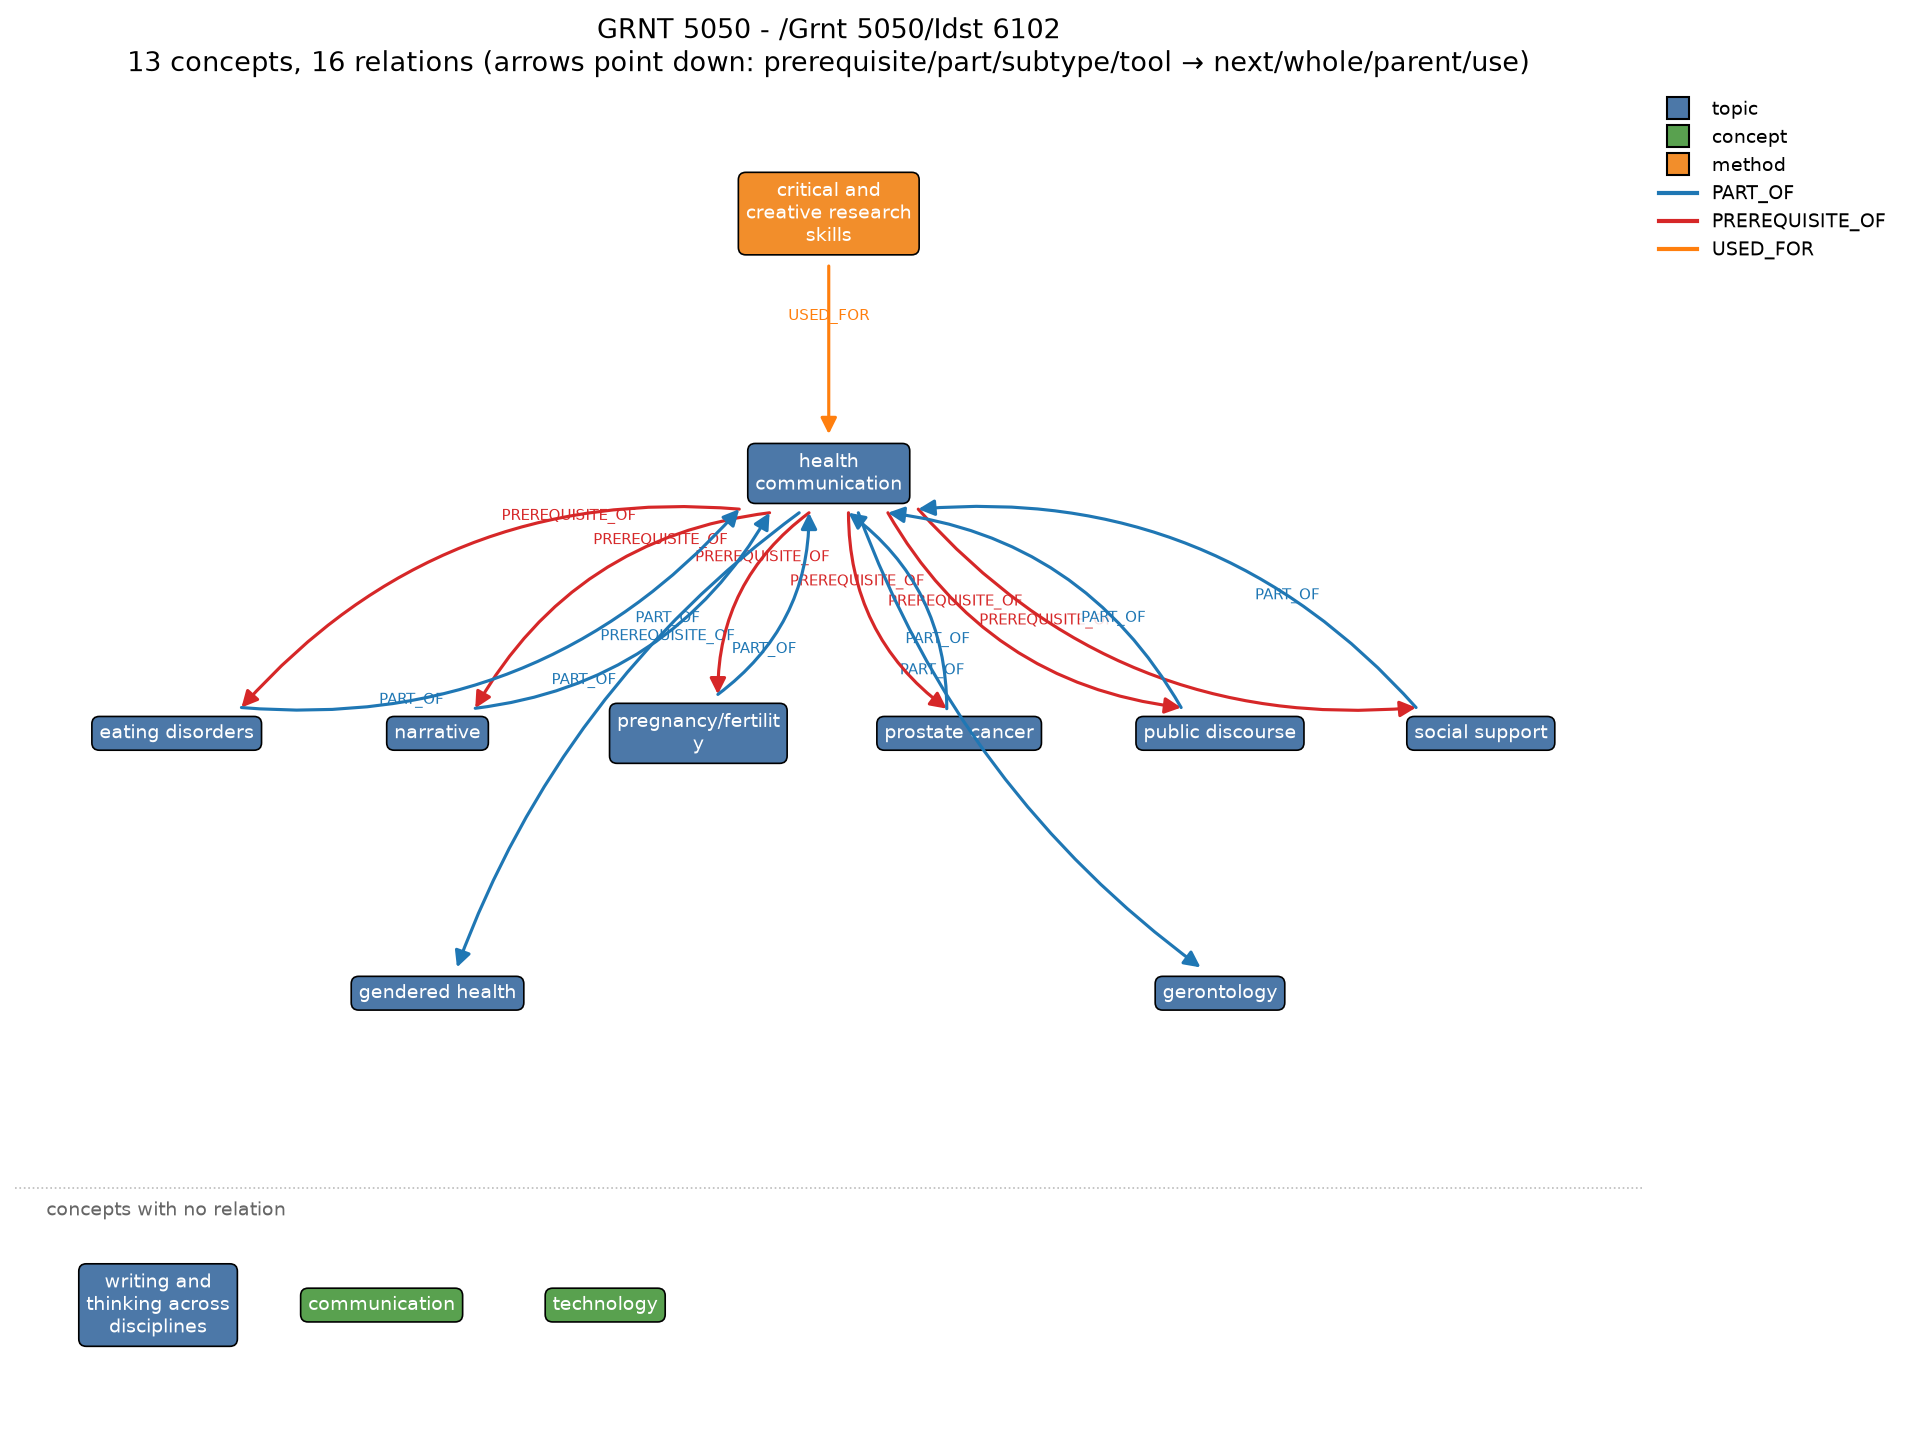 GRNT 5050 - /Grnt 5050/Idst 6102
13 concepts, 16 relations (arrows point down: prerequisite/part/subtype/tool → next/whole/parent/use)
topic
concept
method
PART_OF
PREREQUISITE_OF
USED_FOR
critical and
creative research
skills
USED_FOR
health
communication
PREREQUISITE_OF
PREREQUISITE_OF
PREREQUISITE_OF
PREREQUISITE_OF
PREREQUISITE_OF
PART_OF
PART_OF
PART_OF
PREREQUISITE_OF
PART_OF
PART_OF
PART_OF
PART_OF
PART_OF
eating disorders
narrative
pregnancy/fertilit
y
prostate cancer
public discourse
social support
gendered health
gerontology
concepts with no relation
writing and
thinking across
disciplines
communication
technology